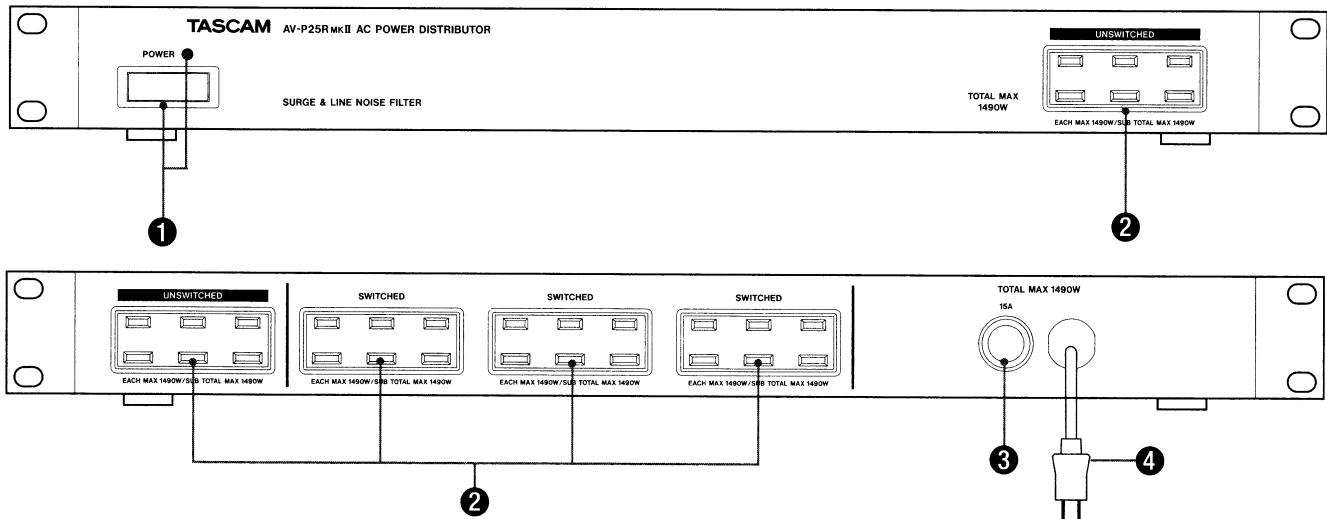 TASCAM AV-P25RMKII AC POWER DISTRIBUTOR
UNSWITCHED
POWER
SURGE & LINE NOISE FILTER
TOTAL MAX
1490W
EACH MAX 1490W/SUB TOTAL MAX 1490W
1
2
UNSWITCHED
SWITCHED
SWITCHED
SWITCHED
TOTAL MAX 1490W
15A
EACH MAX 1490W/SUB TOTAL MAX 1490W
EACH MAX 1490W/SUB TOTAL MAX 1490W
EACH MAX 1490W/SUB TOTAL MAX 1490W
EACH MAX 1490W/SUB TOTAL MAX 1490W
2
3
4